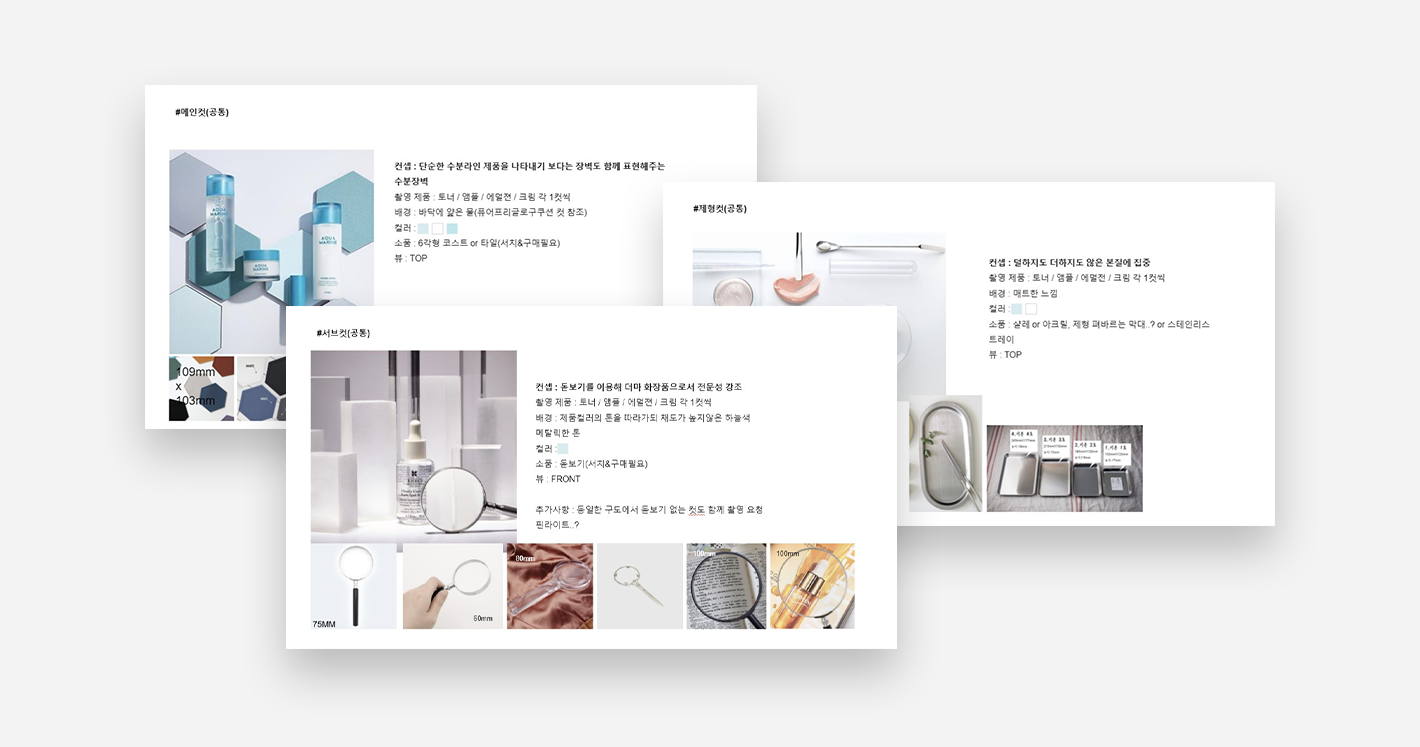 #메인컷(공통)
컨셉 : 단순한 수분라인 제품을 나타내기 보다는 장벽도 함께 표현해주는
수분장벽
촬영 제품 : 토너 / 앰플 / 에멀젼 / 크림 각 1컷씩
배경 : 바닥에 얇은 물(퓨어프리글로구쿠션 컷 참조)
컬러 :
소품 : 6각형 코스트 or 타일(서치&구매필요)
뷰 : TOP
AQUA
MARINE
AQUA
MARINE
AQUA
MARINE
109mm
x
103mm
#제형컷(공통)
컨셉 : 덜하지도 더하지도 않은 본질에 집중
촬영 제품 : 토너 / 앰플 / 에멀젼 / 크림 각 1컷씩
배경 : 매트한 느낌
컬러 :
소품 : 샬레 or 아크릴, 제형 펴바르는 막대..? or 스테인리스
트레이
뷰 : TOP
#서브컷(공통)
컨셉 : 돋보기를 이용해 더마 화장품으로서 전문성 강조
촬영 제품 : 토너 / 앰플 / 에멀젼 / 크림 각 1컷씩
배경 : 제품컬러의 톤을 따라가되 채도가 높지않은 하늘색
메탈릭한 톤
컬러 :
소품 : 돋보기(서치&구매필요)
뷰 : FRONT
추가사항 : 동일한 구도에서 돋보기 없는 컷도 함께 촬영 요청
핀라이트..?
75MM
60mm
80mm
100mm
100mm